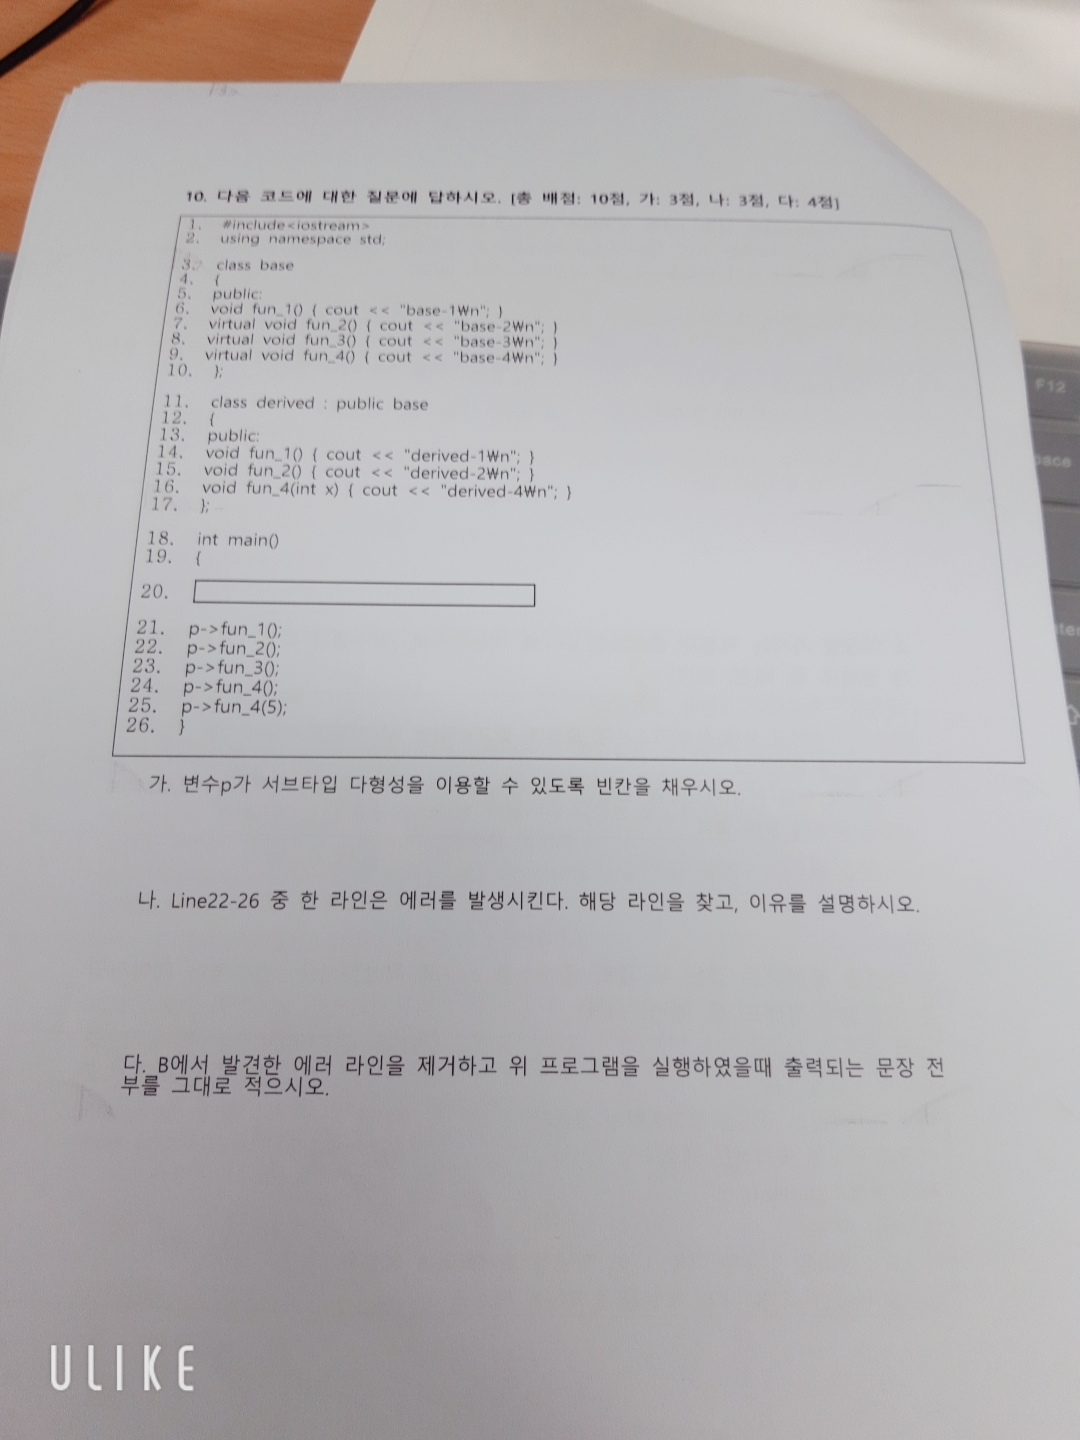 10. 다음 코드에 대한 질문에 답하시오. [총 배점: 10점, 가: 3점, 나: 3점, 다: 4점]
1. #include<iostream>
2. using namespace std;
3. class base
4. {
5. public:
6. void fun_1() { cout << "base-1₩n"; }
7. virtual void fun_2() { cout << "base-2₩n"; }
8. virtual void fun_3() { cout << "base-3₩n"; }
9. virtual void fun_4() { cout << "base-4₩n"; }
10. };
11. class derived : public base
12. {
13. public:
14. void fun_1() { cout << "derived-1₩n"; }
15. void fun_2() { cout << "derived-2₩n"; }
16. void fun_4(int x) { cout << "derived-4₩n"; }
17. };
18. int main()
19. {
20.
21. p->fun_1();
22. p->fun_2();
23. p->fun_3();
24. p->fun_4();
25. p->fun_4(5);
26. }
가. 변수p가 서브타입 다형성을 이용할 수 있도록 빈칸을 채우시오.
나. Line22-26 중 한 라인은 에러를 발생시킨다. 해당 라인을 찾고, 이유를 설명하시오.
다. B에서 발견한 에러 라인을 제거하고 위 프로그램을 실행하였을때 출력되는 문장 전
부를 그대로 적으시오.
F12
ULIKE